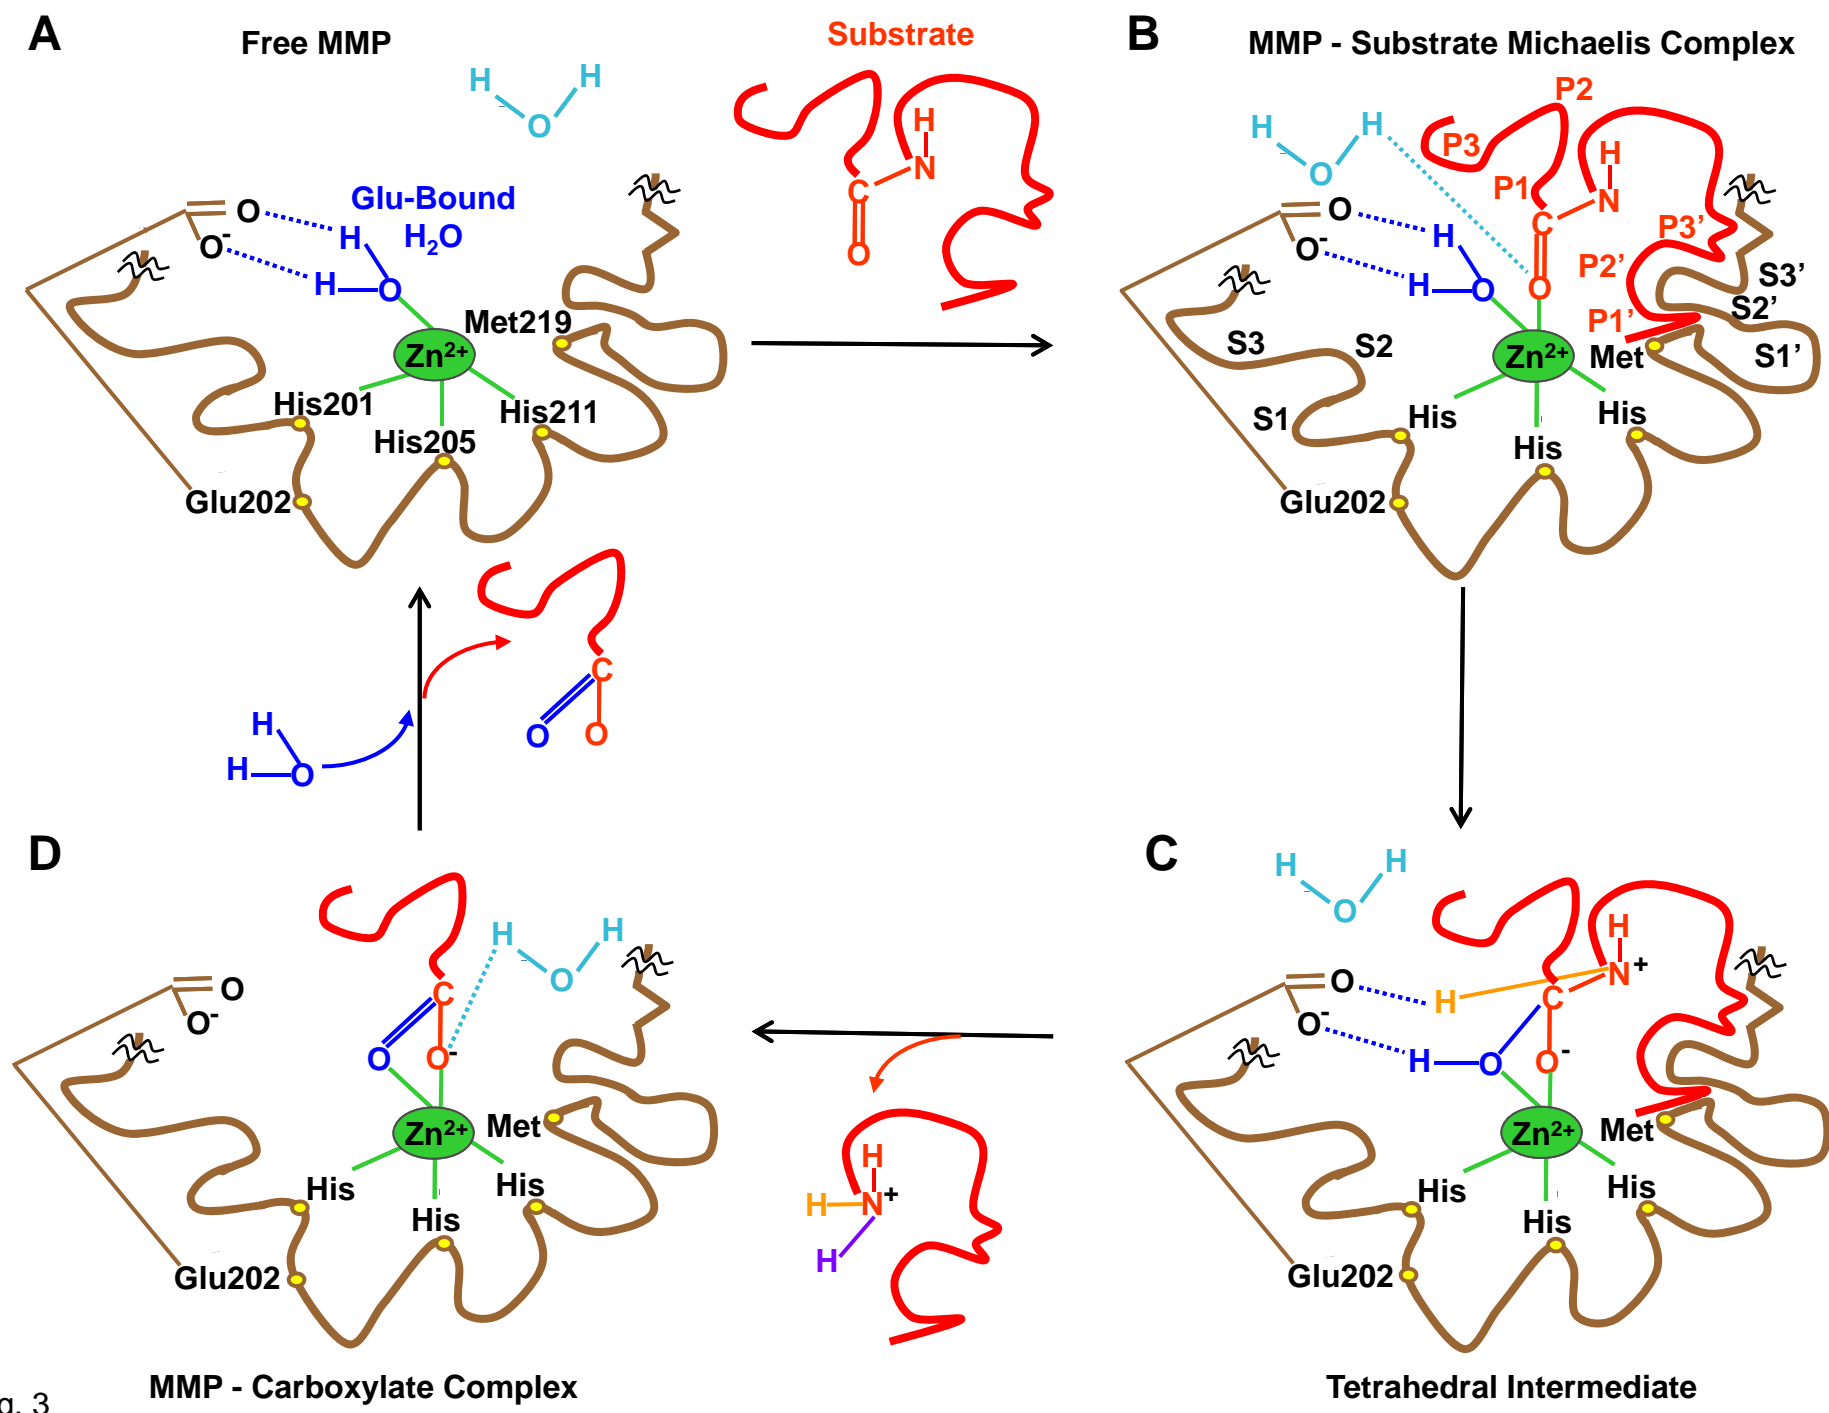 A
Free MMP
H H
O
Substrate
H
N
C
O
O
O-
Glu-Bound
H2O
H
H O
Met219
Zn2+
His201
His205
His211
Glu202
B
MMP - Substrate Michaelis Complex
H H
O
P3
P2
P1
H
N
C
O
P3’
P2’
P1’
O
O-
H
H O
S3’
S2’
S1’
S3
S2
S1
Zn2+
Met
His
His
His
Glu202
H
H O
C
O O
D
H H
O
C
O O-
O
O-
Zn2+
Met
His
His
His
Glu202
MMP - Carboxylate Complex
H
H N+
H
C
H H
O
H
N+
H
C
O
O-
H O O-
Zn2+
Met
His
His
His
Glu202
Tetrahedral Intermediate
g. 3